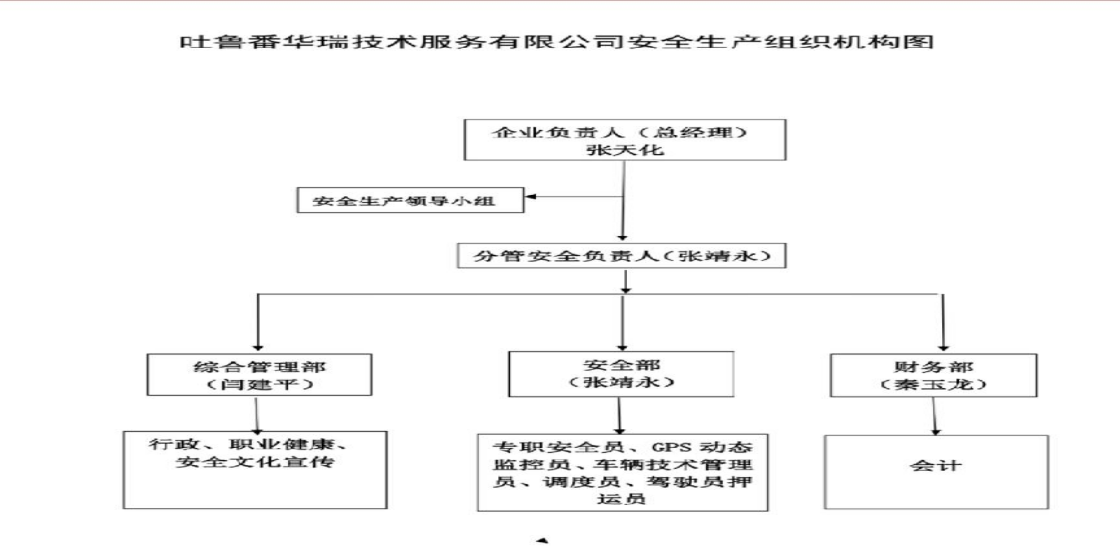 吐鲁番华瑞技术服务有限公司安全生产组织机构图
企业负责人（总经理）
张天化
安全生产领导小组
分管安全负责人（张靖永）
综合管理部
（闫建平）
安全部
（张靖永）
财务部
（秦玉龙）
行政、职业健康、
安全文化宣传
专职安全员、GPS 动态
监控员、车辆技术管理
员、调度员、驾驶员押
运员
会计